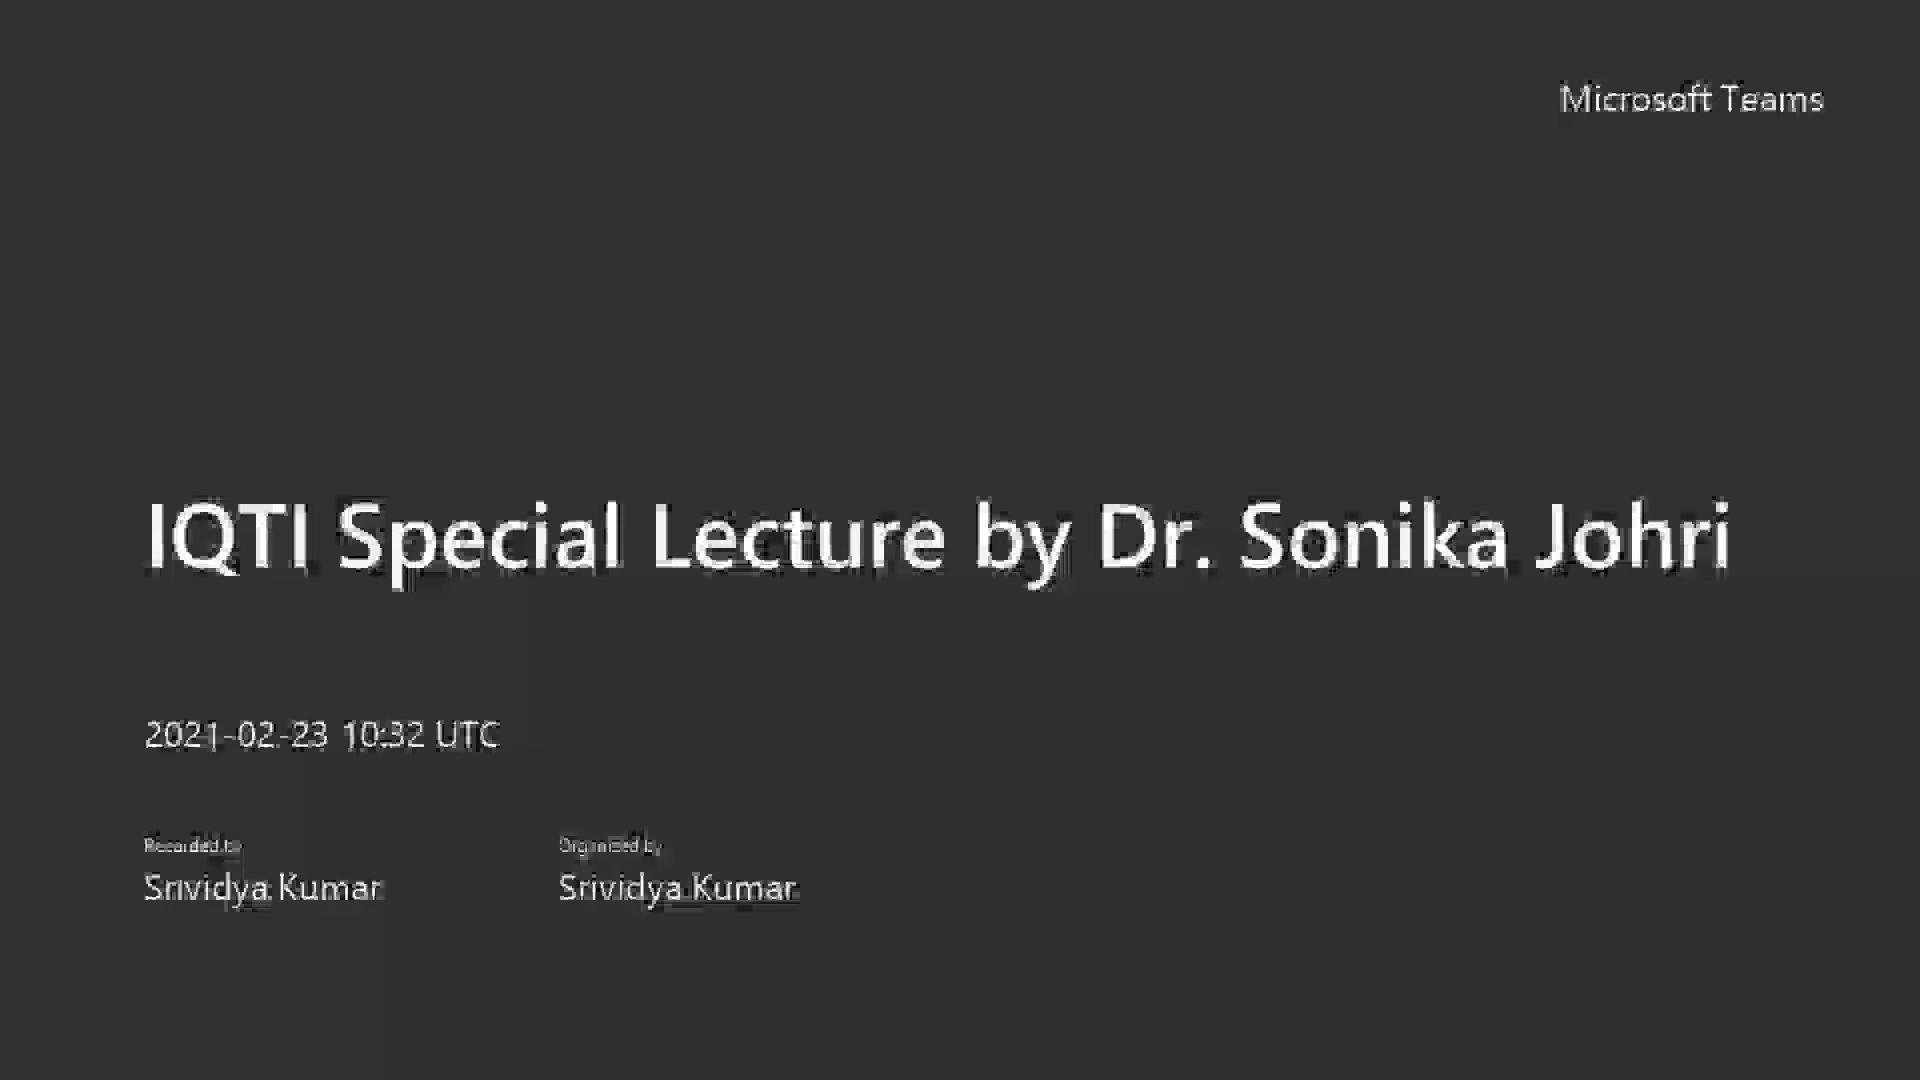 Microsoft Teams
IQTI Special Lecture by Dr. Sonika Johri
2021-02-23 10:32 UTC
Recorded by
Organized by
Srividya Kumar
Srividya Kumar